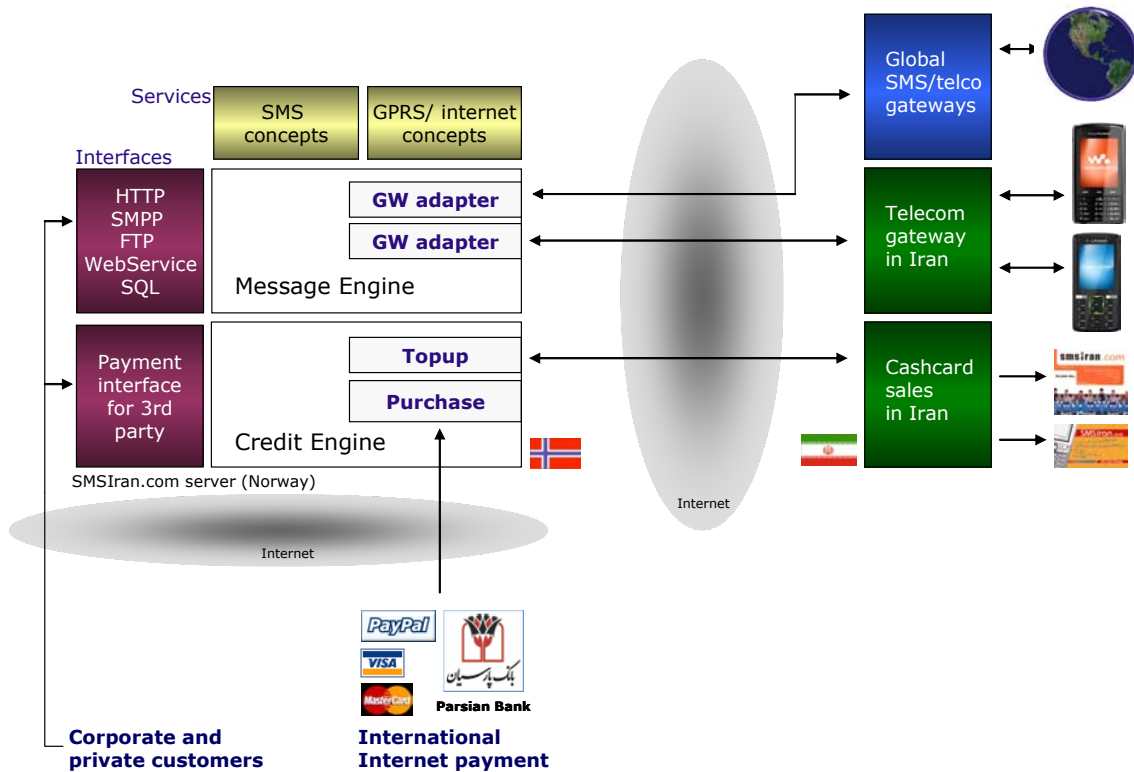 Services
SMS
concepts
GPRS/ internet
concepts
Interfaces
HTTP
SMPP
FTP
WebService
SQL
GW adapter
GW adapter
Message Engine
Payment
interface
for 3rd
party
Topup
Purchase
Credit Engine
SMSIran.com server (Norway)
Internet
Internet
Global
SMS/telco
gateways
Telecom
gateway
in Iran
Cashcard
sales
in Iran
smsiran.com
SMSiran
PayPal
VISA
MasterCard
بانک پارسیان
Parsian Bank
Corporate and
private customers
International
Internet payment